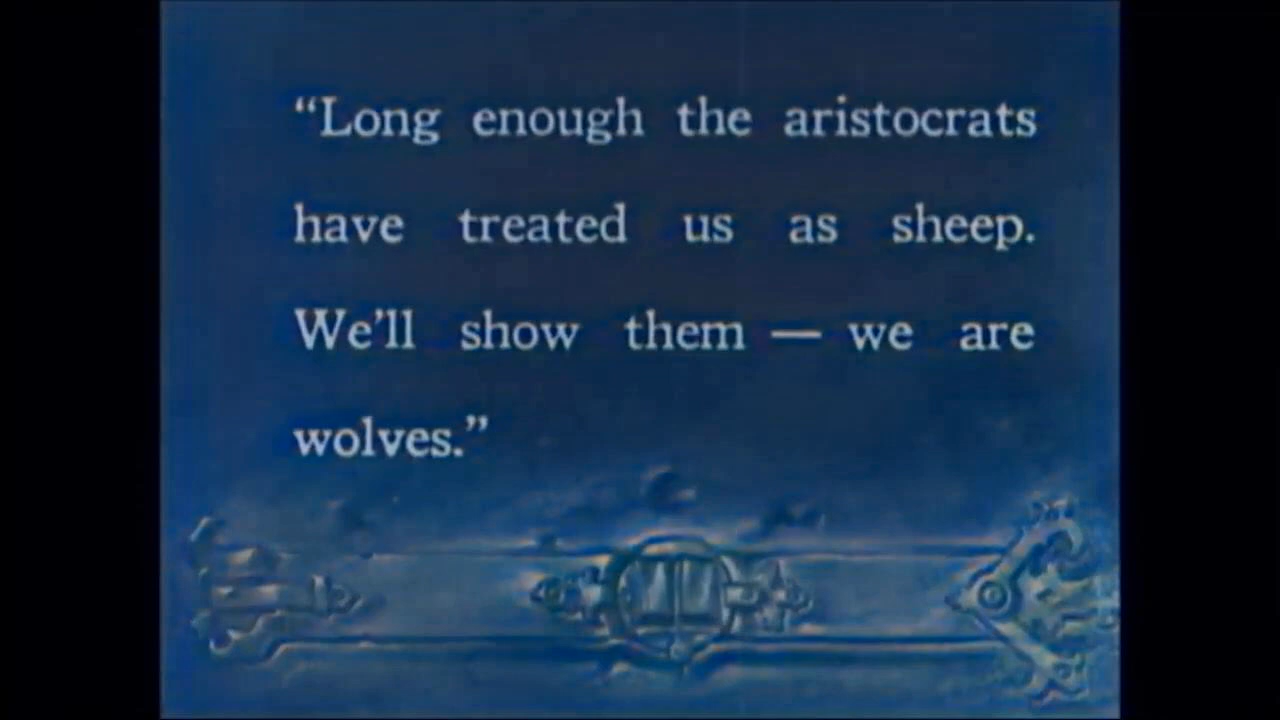 “Long enough the aristocrats
have treated us as sheep.
We’ll show them — we are
wolves.”